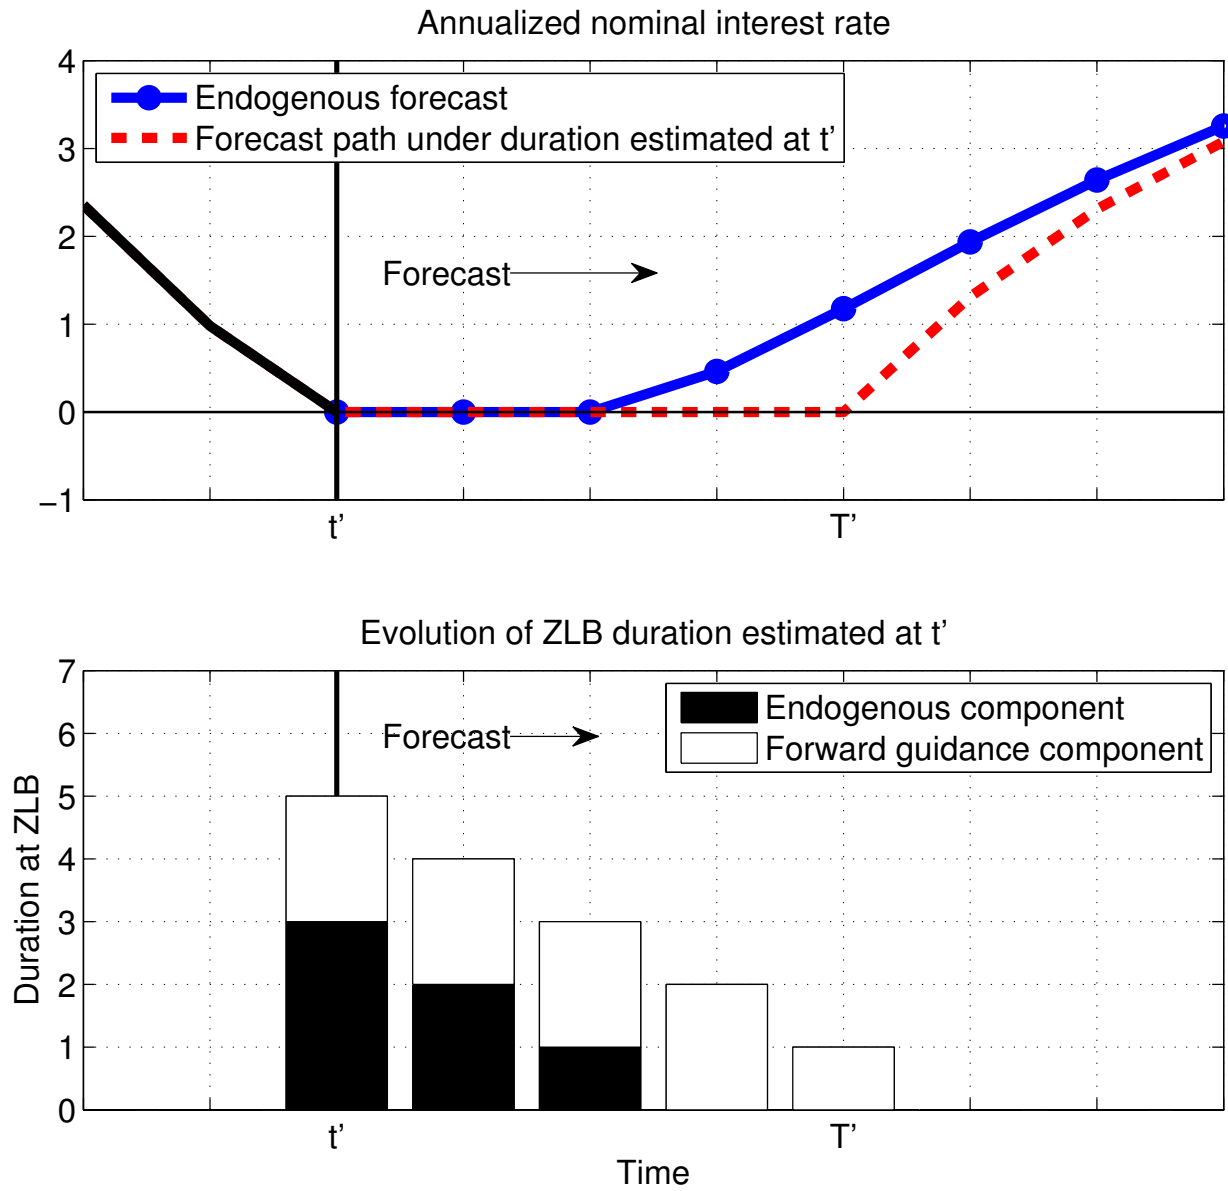 Annualized nominal interest rate
4
3
2
1
0
−1
Endogenous forecast
Forecast path under duration estimated at t’
Forecast
t’
T’
Evolution of ZLB duration estimated at t’
Duration at ZLB
7
6
5
4
3
2
1
0
Forecast
Endogenous component
Forward guidance component
t’
T’
Time